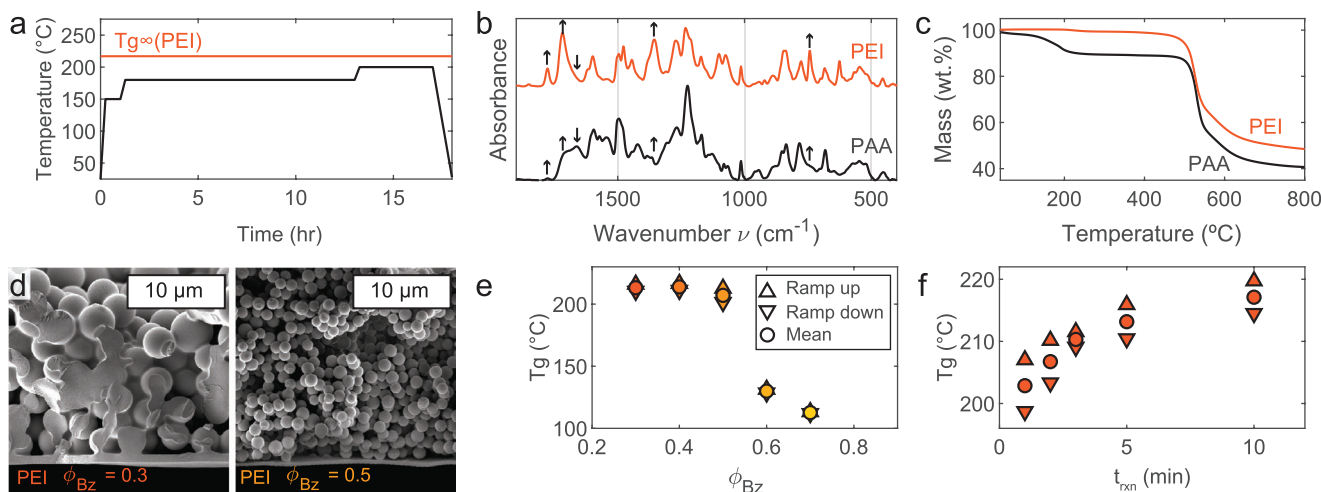 a
Temperature (°C)
250
200
150
100
50
Tg∞(PEI)
0
5
10
15
Time (hr)
b
Absorbance
PEI
PAA
1500
1000
500
Wavenumber ν (cm-1)
c
Mass (wt.%)
100
80
60
40
PEI
PAA
0
200
400
600
800
Temperature (ºC)
d
10 µm
PEI ϕBz = 0.3
10 µm
PEI ϕBz = 0.5
e
Tg (°C)
200
150
100
Ramp up
Ramp down
Mean
0.2
0.4
0.6
0.8
ϕBz
f
Tg (°C)
220
210
200
0
5
10
trxn (min)